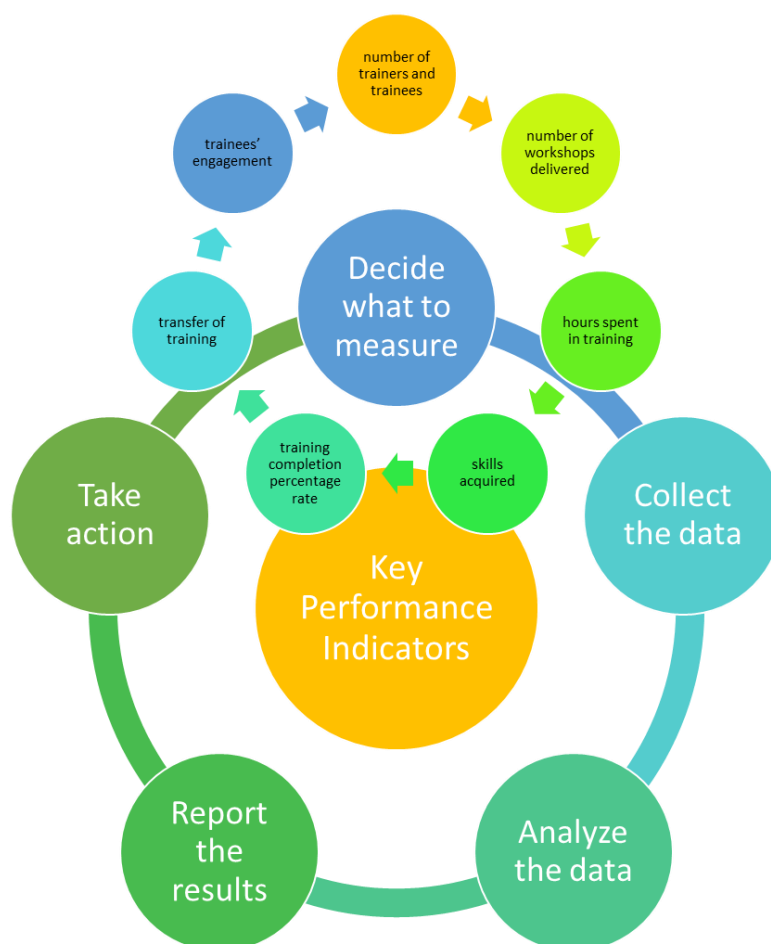 number of
trainers and
trainees
number of
workshops
delivered
hours spent
in training
skills
acquired
training
completion
percentage
rate
transfer of
training
trainees’
engagement
Decide
what to
measure
Collect
the data
Analyze
the data
Report
the
results
Take
action
Key
Performance
Indicators